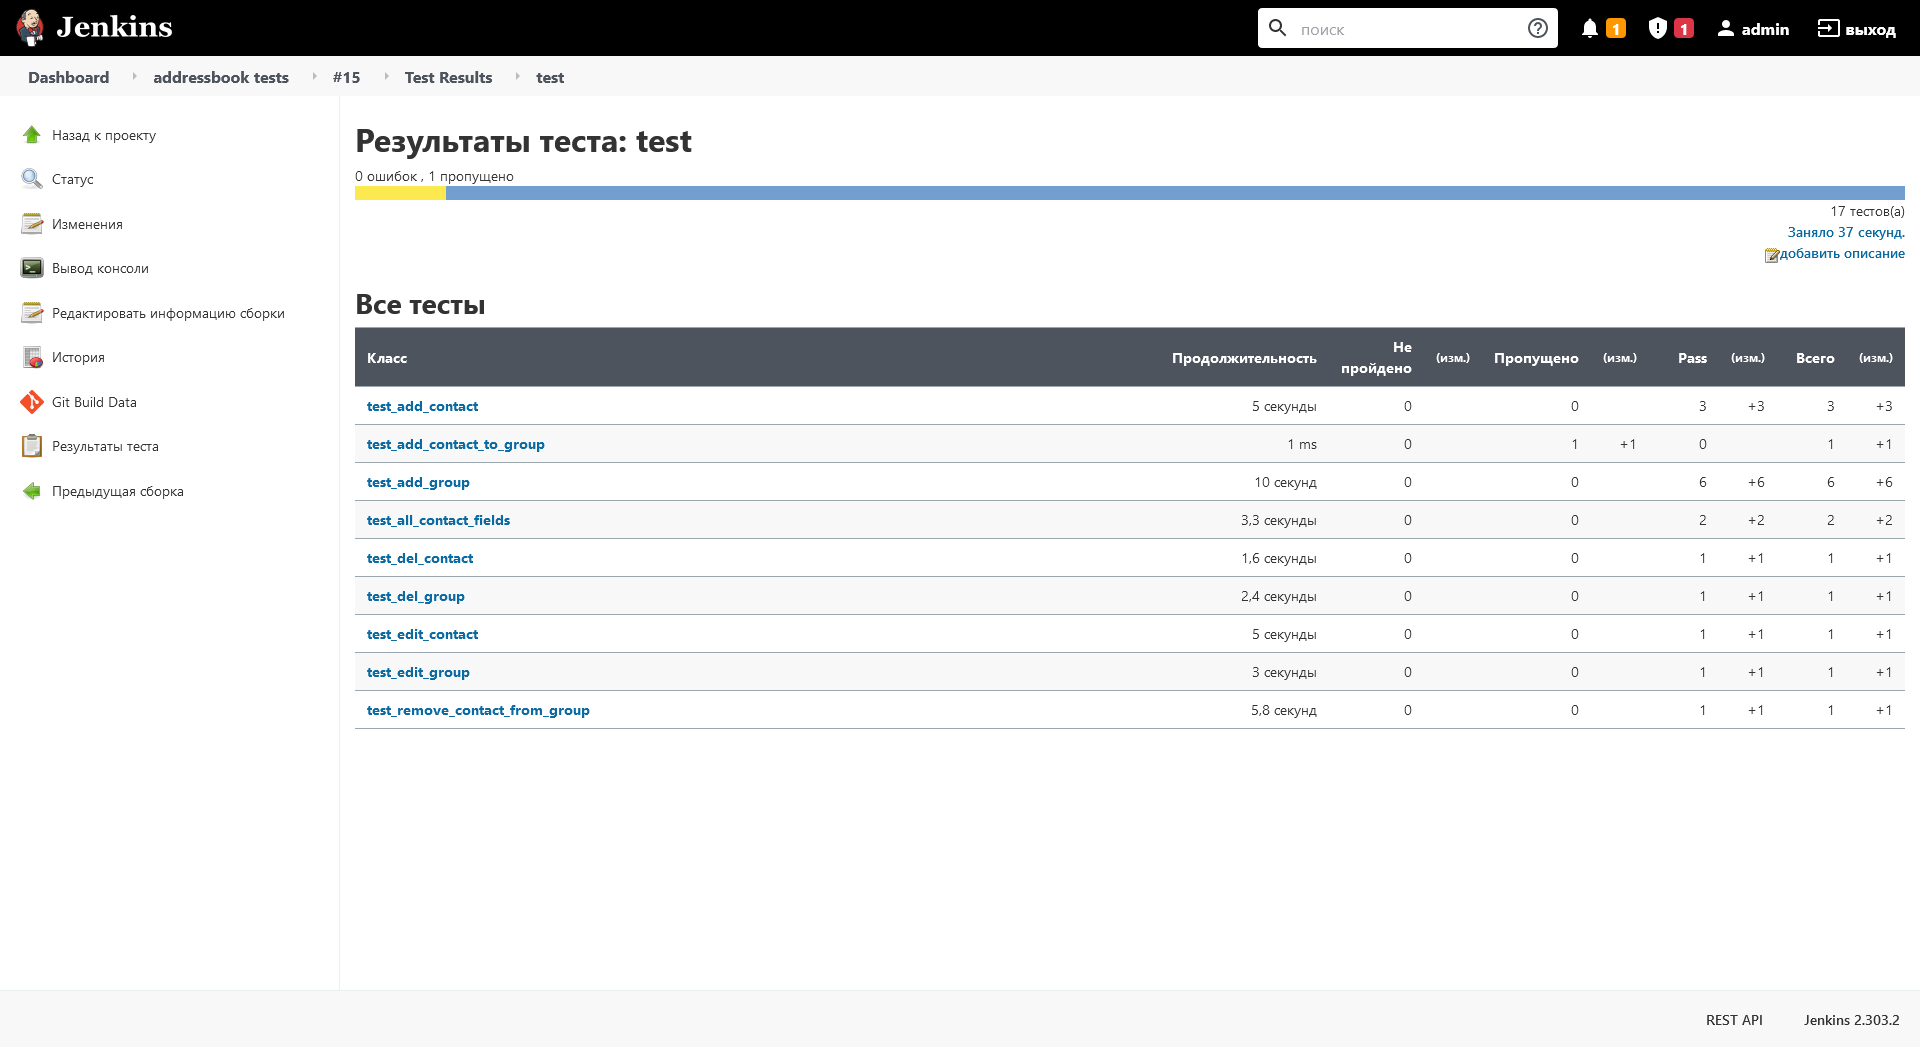 Jenkins
поиск
1
1
admin
выход
Dashboard
addressbook tests
#15
Test Results
test
Назад к проекту
Статус
Изменения
Вывод консоли
Редактировать информацию сборки
История
Git Build Data
Результаты теста
Предыдущая сборка
Результаты теста: test
0 ошибок , 1 пропущено
17 тестов(а)
Заняло 37 секунд.
добавить описание
Все тесты
Класс Продолжительность Не пройдено (изм.) Пропущено (изм.) Pass (изм.) Всего (изм.)
test_add_contact 5 секунды 0 0 3 +3 3 +3
test_add_contact_to_group 1 ms 0 1 +1 0 1 +1
test_add_group 10 секунд 0 0 6 +6 6 +6
test_all_contact_fields 3,3 секунды 0 0 2 +2 2 +2
test_del_contact 1,6 секунды 0 0 1 +1 1 +1
test_del_group 2,4 секунды 0 0 1 +1 1 +1
test_edit_contact 5 секунды 0 0 1 +1 1 +1
test_edit_group 3 секунды 0 0 1 +1 1 +1
test_remove_contact_from_group 5,8 секунд 0 0 1 +1 1 +1
REST API
Jenkins 2.303.2